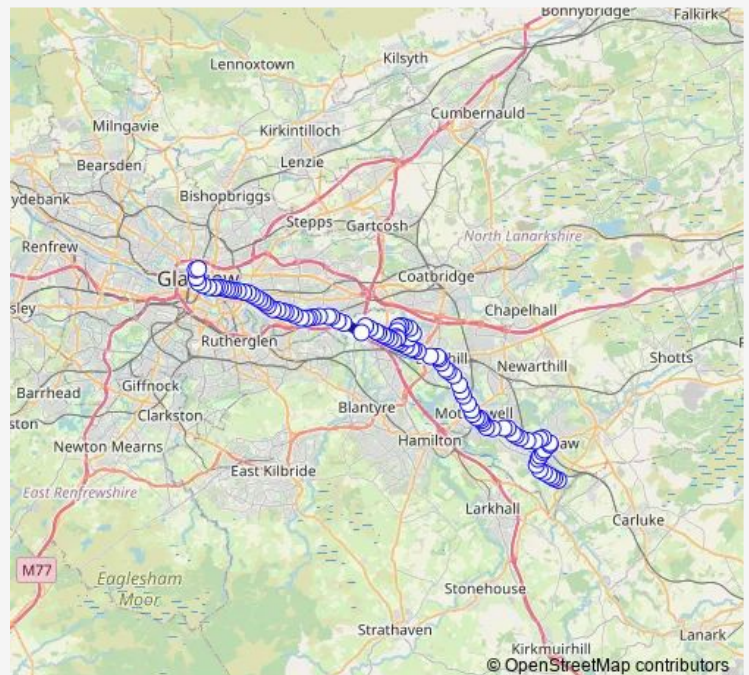 Bonnybridge
Falkirk
Kilsyth
Lennoxtown
Cumbernauld
Milngavie
Kirkintilloch
Lenzie
Bearsden
Bishopbriggs
ydebank
Stepps
Gartcosh
North Lanarkshire
Renfrew
Coatbridge
Chapelhall
sley
Rutherglen
Shotts
Newarthill
Giffnock
Barrhead
Blantyre
Clarkston
ston
Hamilton
Newton Mearns
East Kilbride
East Renfrewshire
Larkhall
Carluke
M77
Eaglesham
Moor
Stonehouse
Strathaven
Lanark
Kirkmuirhill
© OpenStreetMap contributors